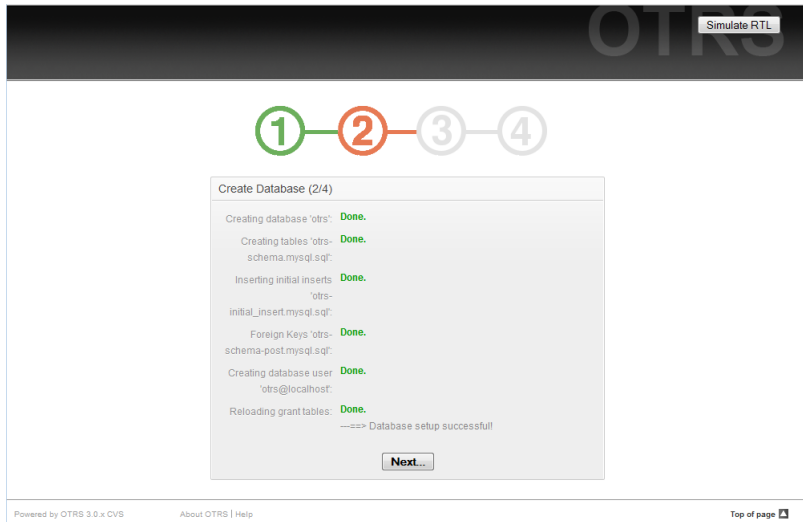 OTRS
Simulate RTL
1 2 3 4
Create Database (2/4)
Creating database 'otrs': Done.
Creating tables 'otrs- Done.
schema.mysql.sql':
Inserting initial inserts Done.
'otrs-
initial_insert.mysql.sql':
Foreign Keys 'otrs- Done.
schema-post.mysql.sql':
Creating database user Done.
'otrs@localhost':
Reloading grant tables: Done.
---==> Database setup successful!
Next...
Powered by OTRS 3.0.x CVS About OTRS | Help Top of page